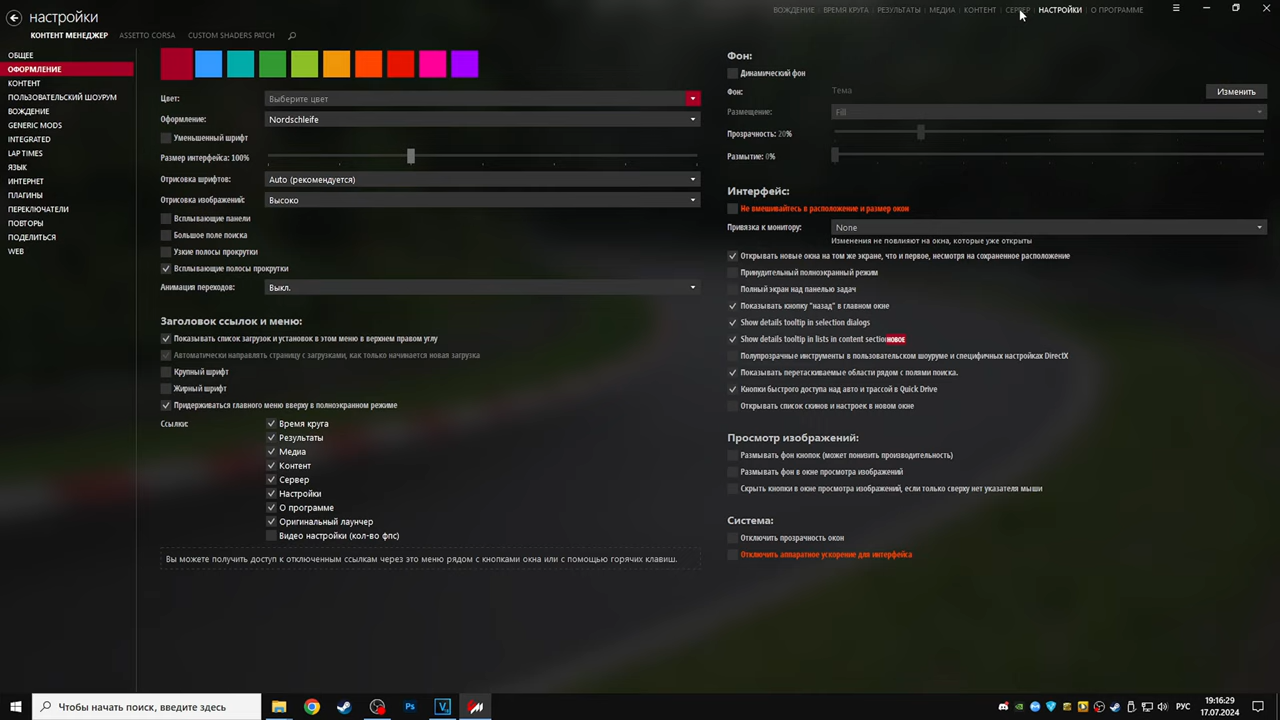 настройки
ВОЖДЕНИЕ | ВРЕМЯ КРУГА | РЕЗУЛЬТАТЫ | МЕДИА | КОНТЕНТ | СЕРВЕР | НАСТРОЙКИ | О ПРОГРАММЕ
КОНТЕНТ МЕНЕДЖЕР ASSETTO CORSA CUSTOM SHADERS PATCH
ОБЩЕЕ
ОФОРМЛЕНИЕ
КОНТЕНТ
ПОЛЬЗОВАТЕЛЬСКИЙ ШОУРУМ
ВОЖДЕНИЕ
GENERIC MODS
INTEGRATED
LAP TIMES
ЯЗЫК
ИНТЕРНЕТ
ПЛАГИНЫ
ПЕРЕКЛЮЧАТЕЛИ
ПОВТОРЫ
ПОДЕЛИТЬСЯ
WEB
Цвет: Выберите цвет
Оформление: Nordschleife
Уменьшенный шрифт
Размер интерфейса: 100%
Отрисовка шрифтов: Auto (рекомендуется)
Отрисовка изображений: Высоко
Всплывающие панели
Большое поле поиска
Узкие полосы прокрутки
Всплывающие полосы прокрутки
Анимация переходов: Выкл.
Заголовок ссылок и меню:
Показывать список загрузок и установок в этом меню в верхнем правом углу
Автоматически направлять страницу с загрузками, как только начинается новая загрузка
Крупный шрифт
Жирный шрифт
Придерживаться главного меню вверху в полноэкранном режиме
Ссылки: Время круга
Результаты
Медиа
Контент
Сервер
Настройки
О программе
Оригинальный лаунчер
Видео настройки (кол-во фпс)
Вы можете получить доступ к отключенным ссылкам через это меню рядом с кнопками окна или с помощью горячих клавиш.
Фон:
Динамический фон
Фон: Тема Изменить
Размещение: Fill
Прозрачность: 20%
Размытие: 0%
Интерфейс:
Не вмешивайтесь в расположение и размер окон
Привязка к монитору: None
Изменения не повлияют на окна, которые уже открыты
Открывать новые окна на том же экране, что и первое, несмотря на сохраненное расположение
Принудительный полноэкранный режим
Полный экран над панелью задач
Показывать кнопку "назад" в главном окне
Show details tooltip in selection dialogs
Show details tooltip in lists in content section НОВОЕ
Полупрозрачные инструменты в пользовательском шоуруме и специфичных настройках DirectX
Показывать перетаскиваемые области рядом с полями поиска.
Кнопки быстрого доступа над авто и трассой в Quick Drive
Открывать список скинов и настроек в новом окне
Просмотр изображений:
Размывать фон кнопок (может понизить производительность)
Размывать фон в окне просмотра изображений
Скрыть кнопки в окне просмотра изображений, если только сверху нет указателя мыши
Система:
Отключить прозрачность окон
Отключить аппаратное ускорение для интерфейса
Чтобы начать поиск, введите здесь
Ps
V
РУС
19:16:29
17.07.2024